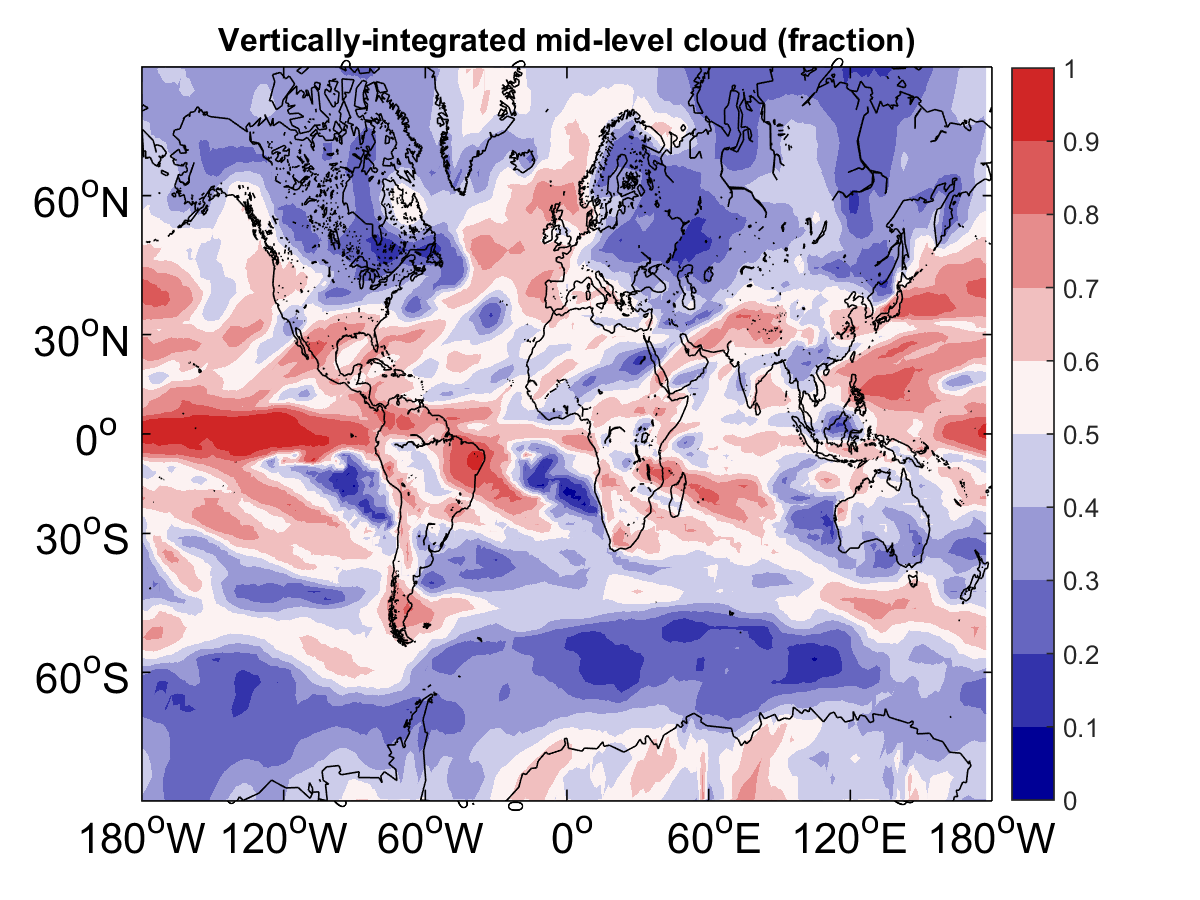 Vertically-integrated mid-level cloud (fraction)
1
0.9
0.8
0.7
0.6
0.5
0.4
0.3
0.2
0.1
0
60°N
30°N
0°
30°S
60°S
180°W 120°W 60°W 0° 60°E 120°E 180°W